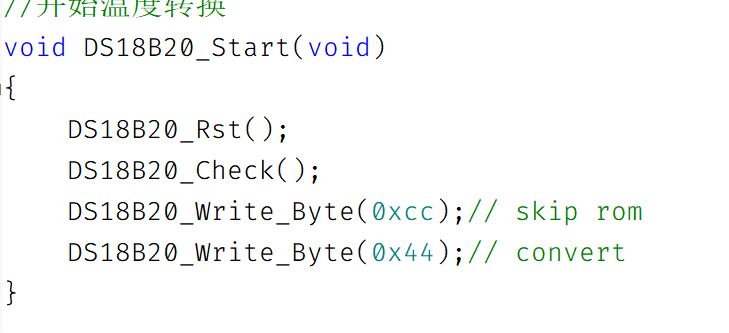 //开始温度转换
void DS18B20_Start(void)
{
    DS18B20_Rst();
    DS18B20_Check();
    DS18B20_Write_Byte(0xcc);// skip rom
    DS18B20_Write_Byte(0x44);// convert
}